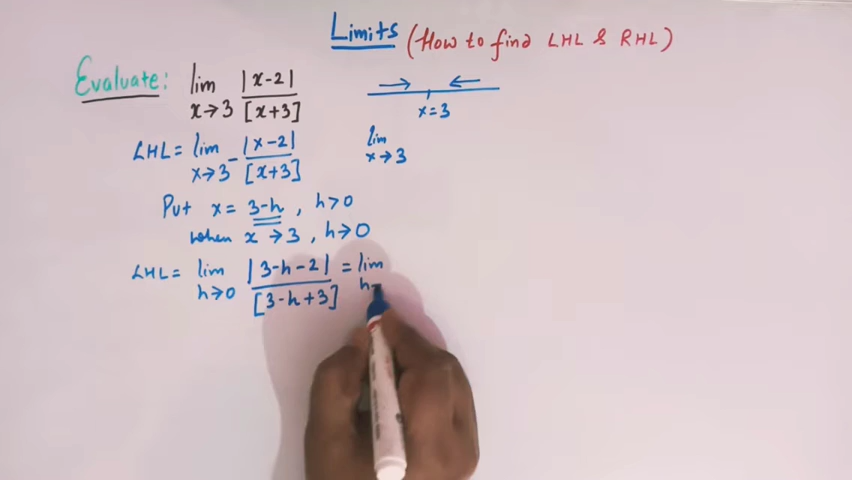 Limits (How to find LHL & RHL)
Evaluate: lim x→3 |x-2| / [x+3]
x=3
LHL = lim x→3⁻ |x-2| / [x+3]
lim x→3
Put x = 3-h, h>0
when x→3, h→0
LHL = lim h→0 |3-h-2| / [3-h+3] = lim h-